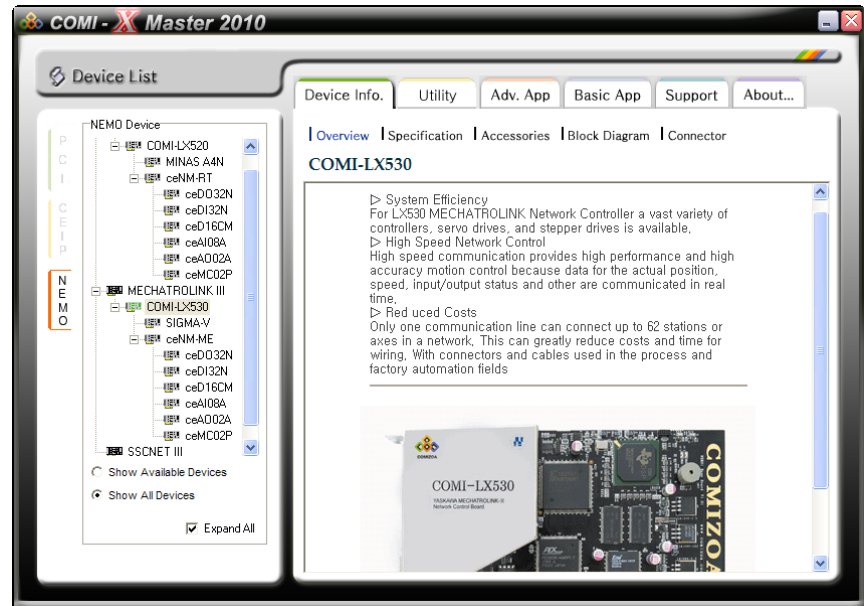 COMI - X Master 2010
Device List
Device Info.
Utility
Adv. App
Basic App
Support
About...
P
C
I
C
E
I
P
N
E
M
O
NEMO Device
COMI-LX520
MINAS A4N
ceNM-RT
ceDO32N
ceDI32N
ceD16CM
ceAI08A
ceAO02A
ceMC02P
MECHATROLINK III
COMI-LX530
SIGMA-V
ceNM-ME
ceDO32N
ceDI32N
ceD16CM
ceAI08A
ceAO02A
ceMC02P
SSCNET III
Show Available Devices
Show All Devices
Expand All
Overview
Specification
Accessories
Block Diagram
Connector
COMI-LX530
▷ System Efficiency
For LX530 MECHATROLINK Network Controller a vast variety of
controllers, servo drives, and stepper drives is available,
▷ High Speed Network Control
High speed communication provides high performance and high
accuracy motion control because data for the actual position,
speed, input/output status and other are communicated in real
time,
▷ Red uced Costs
Only one communication line can connect up to 62 stations or
axes in a network, This can greatly reduce costs and time for
wiring, With connectors and cables used in the process and
factory automation fields
COMIZOA
COMI-LX530
YASKAWA MECHATROLINK-II
Network Control Board
COMIZOA